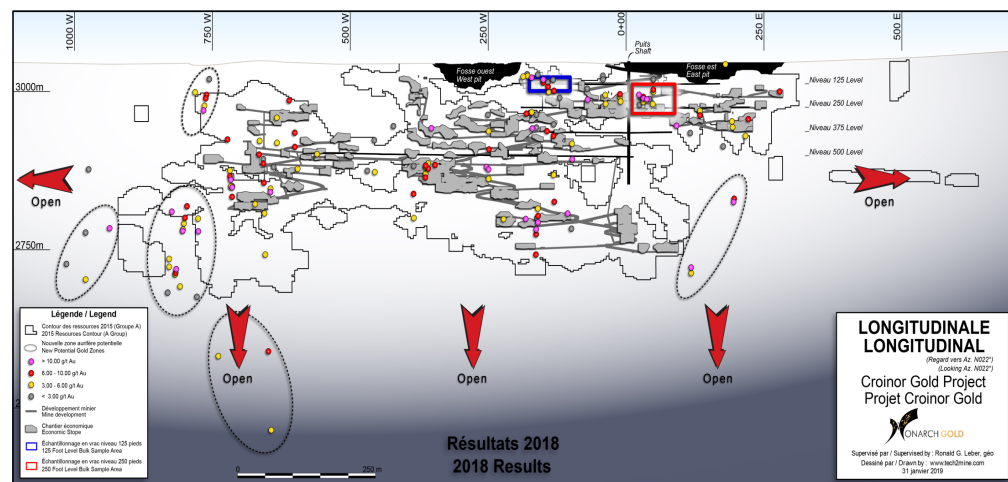 1000 W
750 W
500 W
250 W
0+00
250 E
500 E
Puits
Shaft
Fosse ouest
West pit
Fosse est
East pit
3000m
_Niveau 125 Level
_Niveau 250 Level
_Niveau 375 Level
_Niveau 500 Level
Open
Open
2750m
Open
Open
Open
Légende / Legend
Contour des ressources 2015 (Groupe A)
2015 Resources Contour (A Group)
Nouvelle zone aurifère potentielle
New Potential Gold Zones
> 10.00 g/t Au
6.00 - 10.00 g/t Au
3.00 - 6.00 g/t Au
< 3.00 g/t Au
Développement minier
Mine development
Chantier économique
Economic Stope
Échantillonnage en vrac niveau 125 pieds
125 Foot Level Bulk Sample Area
Échantillonnage en vrac niveau 250 pieds
250 Foot Level Bulk Sample Area
0
250 m
Résultats 2018
2018 Results
LONGITUDINALE
LONGITUDINAL
(Regard vers Az. N022°)
(Looking Az. N022°)
Croinor Gold Project
Projet Croinor Gold
MONARCH GOLD
Supervisé par / Supervised by : Ronald G. Leber, géo
Dessiné par / Drawn by : www.tech2mine.com
31 janvier 2019